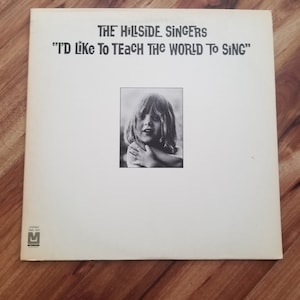 THE HILLSIDE SINGERS
"I'D LIKE TO TEACH THE WORLD TO SING"